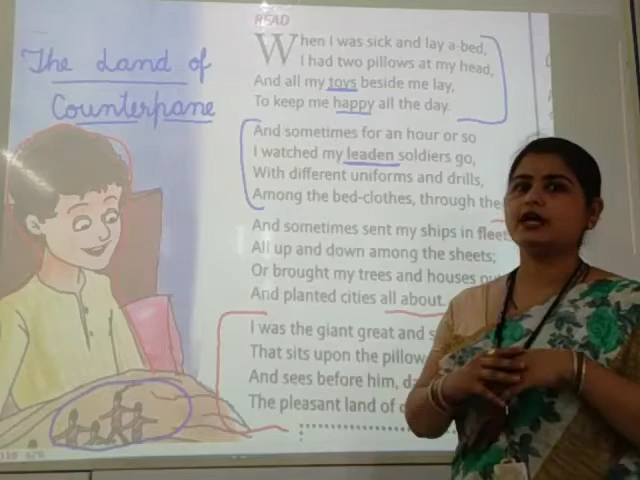 READ
The Land of
Counterpane
When I was sick and lay a-bed,
I had two pillows at my head,
And all my toys beside me lay,
To keep me happy all the day.
And sometimes for an hour or so
I watched my leaden soldiers go,
With different uniforms and drills,
Among the bed-clothes, through the
And sometimes sent my ships in fleet
All up and down among the sheets;
Or brought my trees and houses
And planted cities all about.
I was the giant great and
That sits upon the pillow
And sees before him,
The pleasant land of